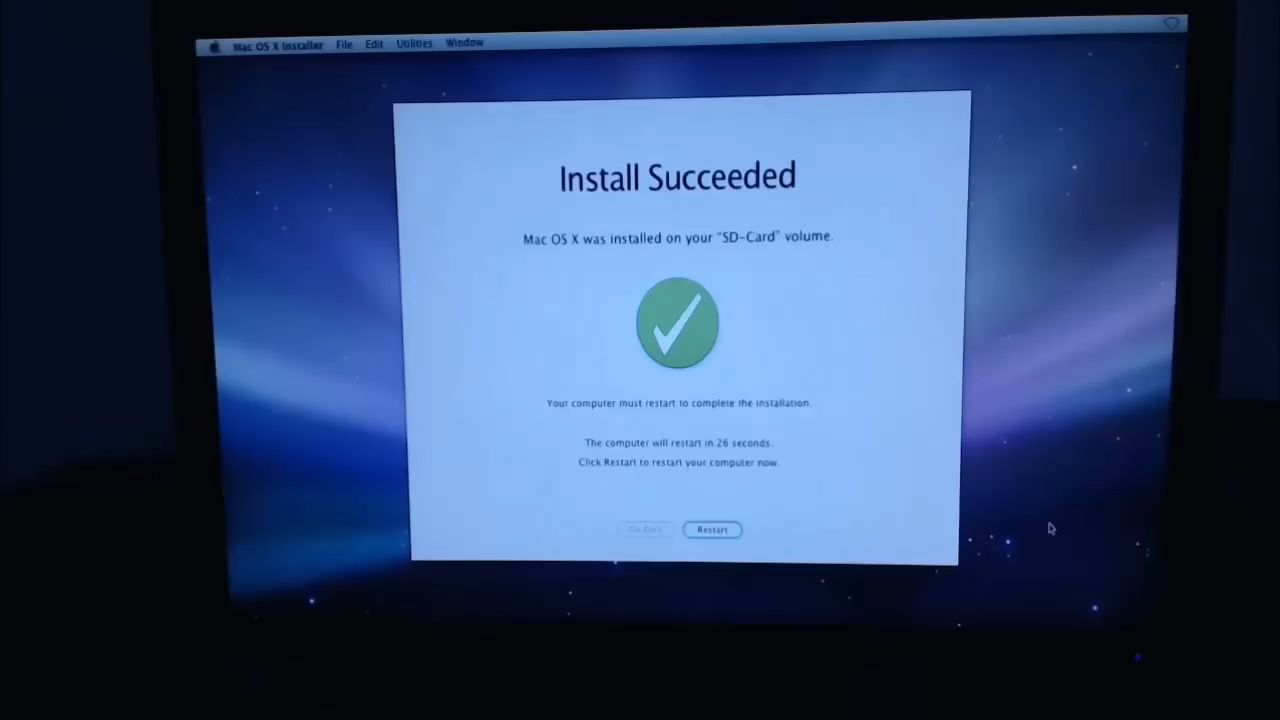 Mac OS X Installer File Edit Utilities Window
Install Succeeded
Mac OS X was installed on your "SD-Card" volume.
Your computer must restart to complete the installation.
The computer will restart in 26 seconds.
Click Restart to restart your computer now.
Go Back Restart